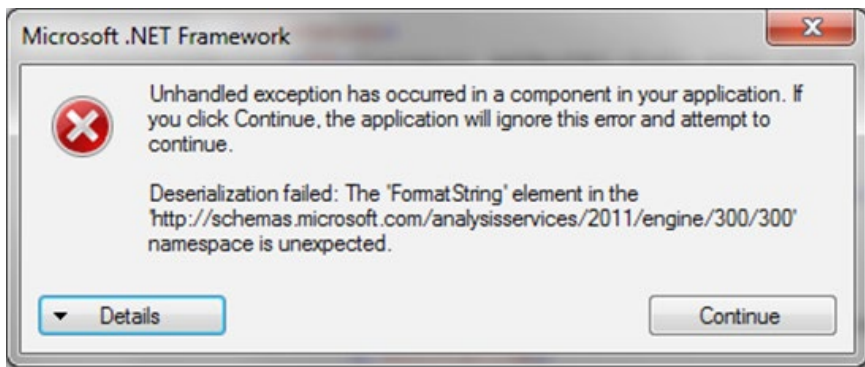 Microsoft .NET Framework
Unhandled exception has occurred in a component in your application. If
you click Continue, the application will ignore this error and attempt to
continue.
Deserialization failed: The 'FormatString' element in the
'http://schemas.microsoft.com/analysisservices/2011/engine/300/300'
namespace is unexpected.
Details
Continue